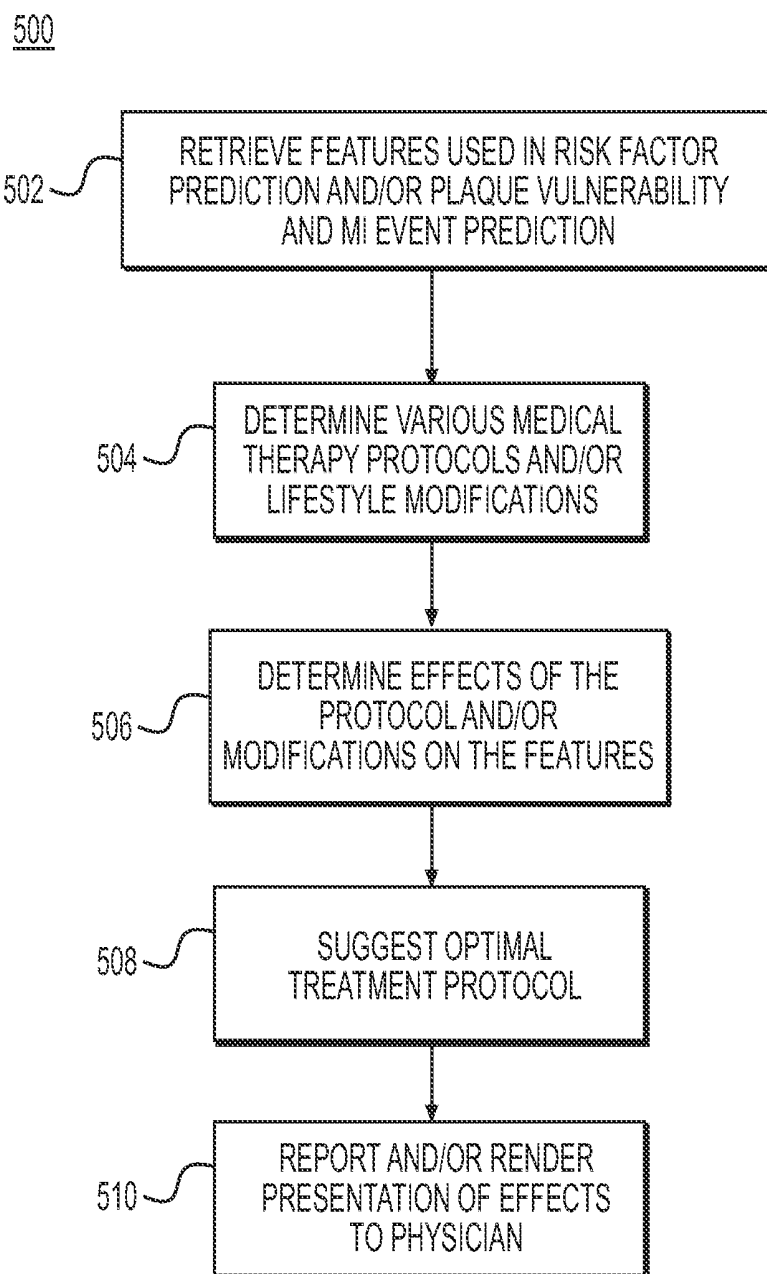 500
502
RETRIEVE FEATURES USED IN RISK FACTOR
PREDICTION AND/OR PLAQUE VULNERABILITY
AND MI EVENT PREDICTION
504
DETERMINE VARIOUS MEDICAL
THERAPY PROTOCOLS AND/OR
LIFESTYLE MODIFICATIONS
506
DETERMINE EFFECTS OF THE
PROTOCOL AND/OR
MODIFICATIONS ON THE FEATURES
508
SUGGEST OPTIMAL
TREATMENT PROTOCOL
510
REPORT AND/OR RENDER
PRESENTATION OF EFFECTS
TO PHYSICIAN